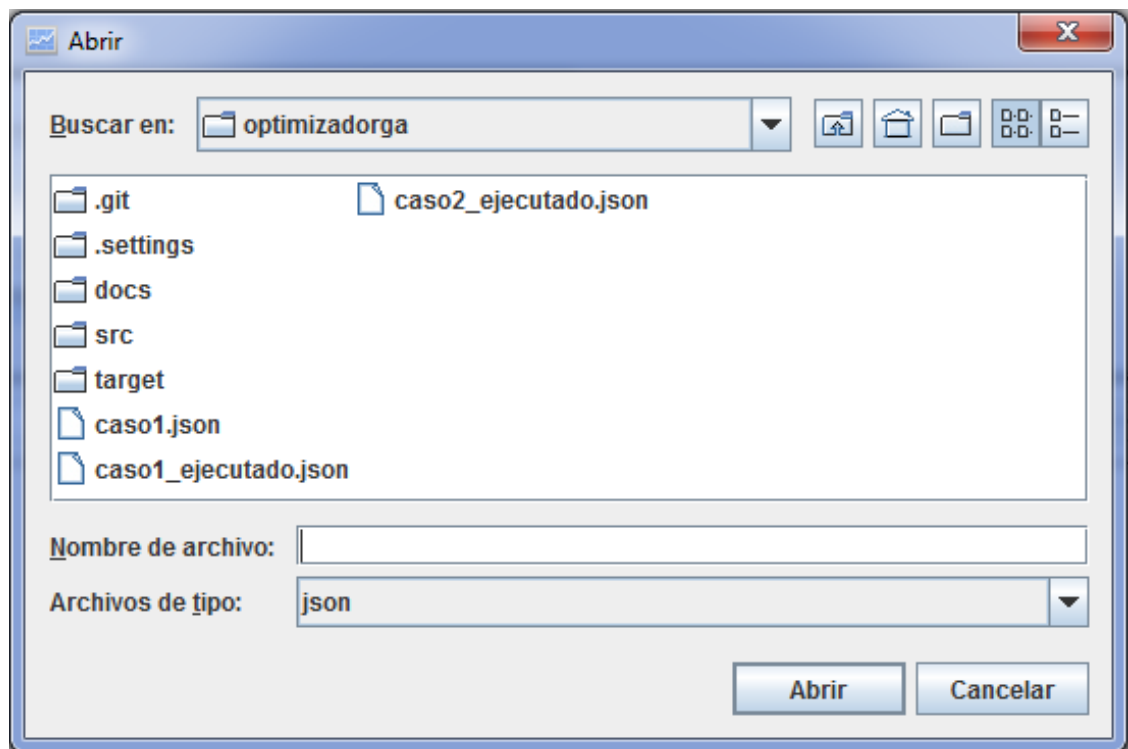 Abrir
Buscar en: optimizadorga
.git
.settings
docs
src
target
caso1.json
caso1_ejecutado.json
caso2_ejecutado.json
Nombre de archivo:
Archivos de tipo: json
Abrir Cancelar